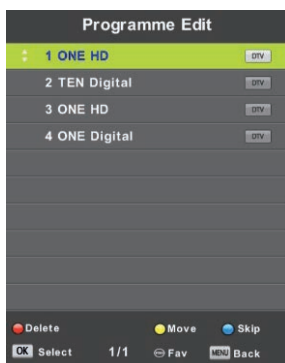 Programme Edit
1 ONE HD DTV
2 TEN Digital DTV
3 ONE HD DTV
4 ONE Digital DTV
Delete Move Skip
OK Select 1/1 Fav MENU Back